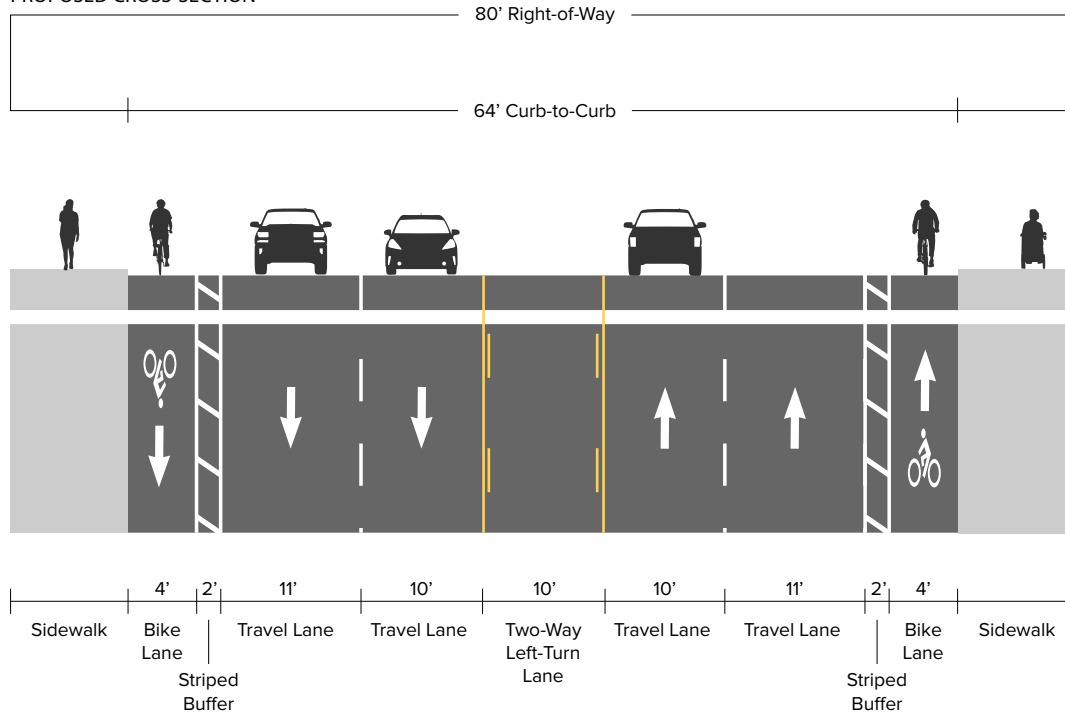 PROPOSED CROSS SECTION
80’ Right-of-Way
64’ Curb-to-Curb
4’ 2’ 11’ 10’ 10’ 10’ 11’ 2’ 4’
Sidewalk
Bike
Lane
Striped
Buffer
Travel Lane
Travel Lane
Two-Way
Left-Turn
Lane
Travel Lane
Travel Lane
Striped
Buffer
Bike
Lane
Sidewalk